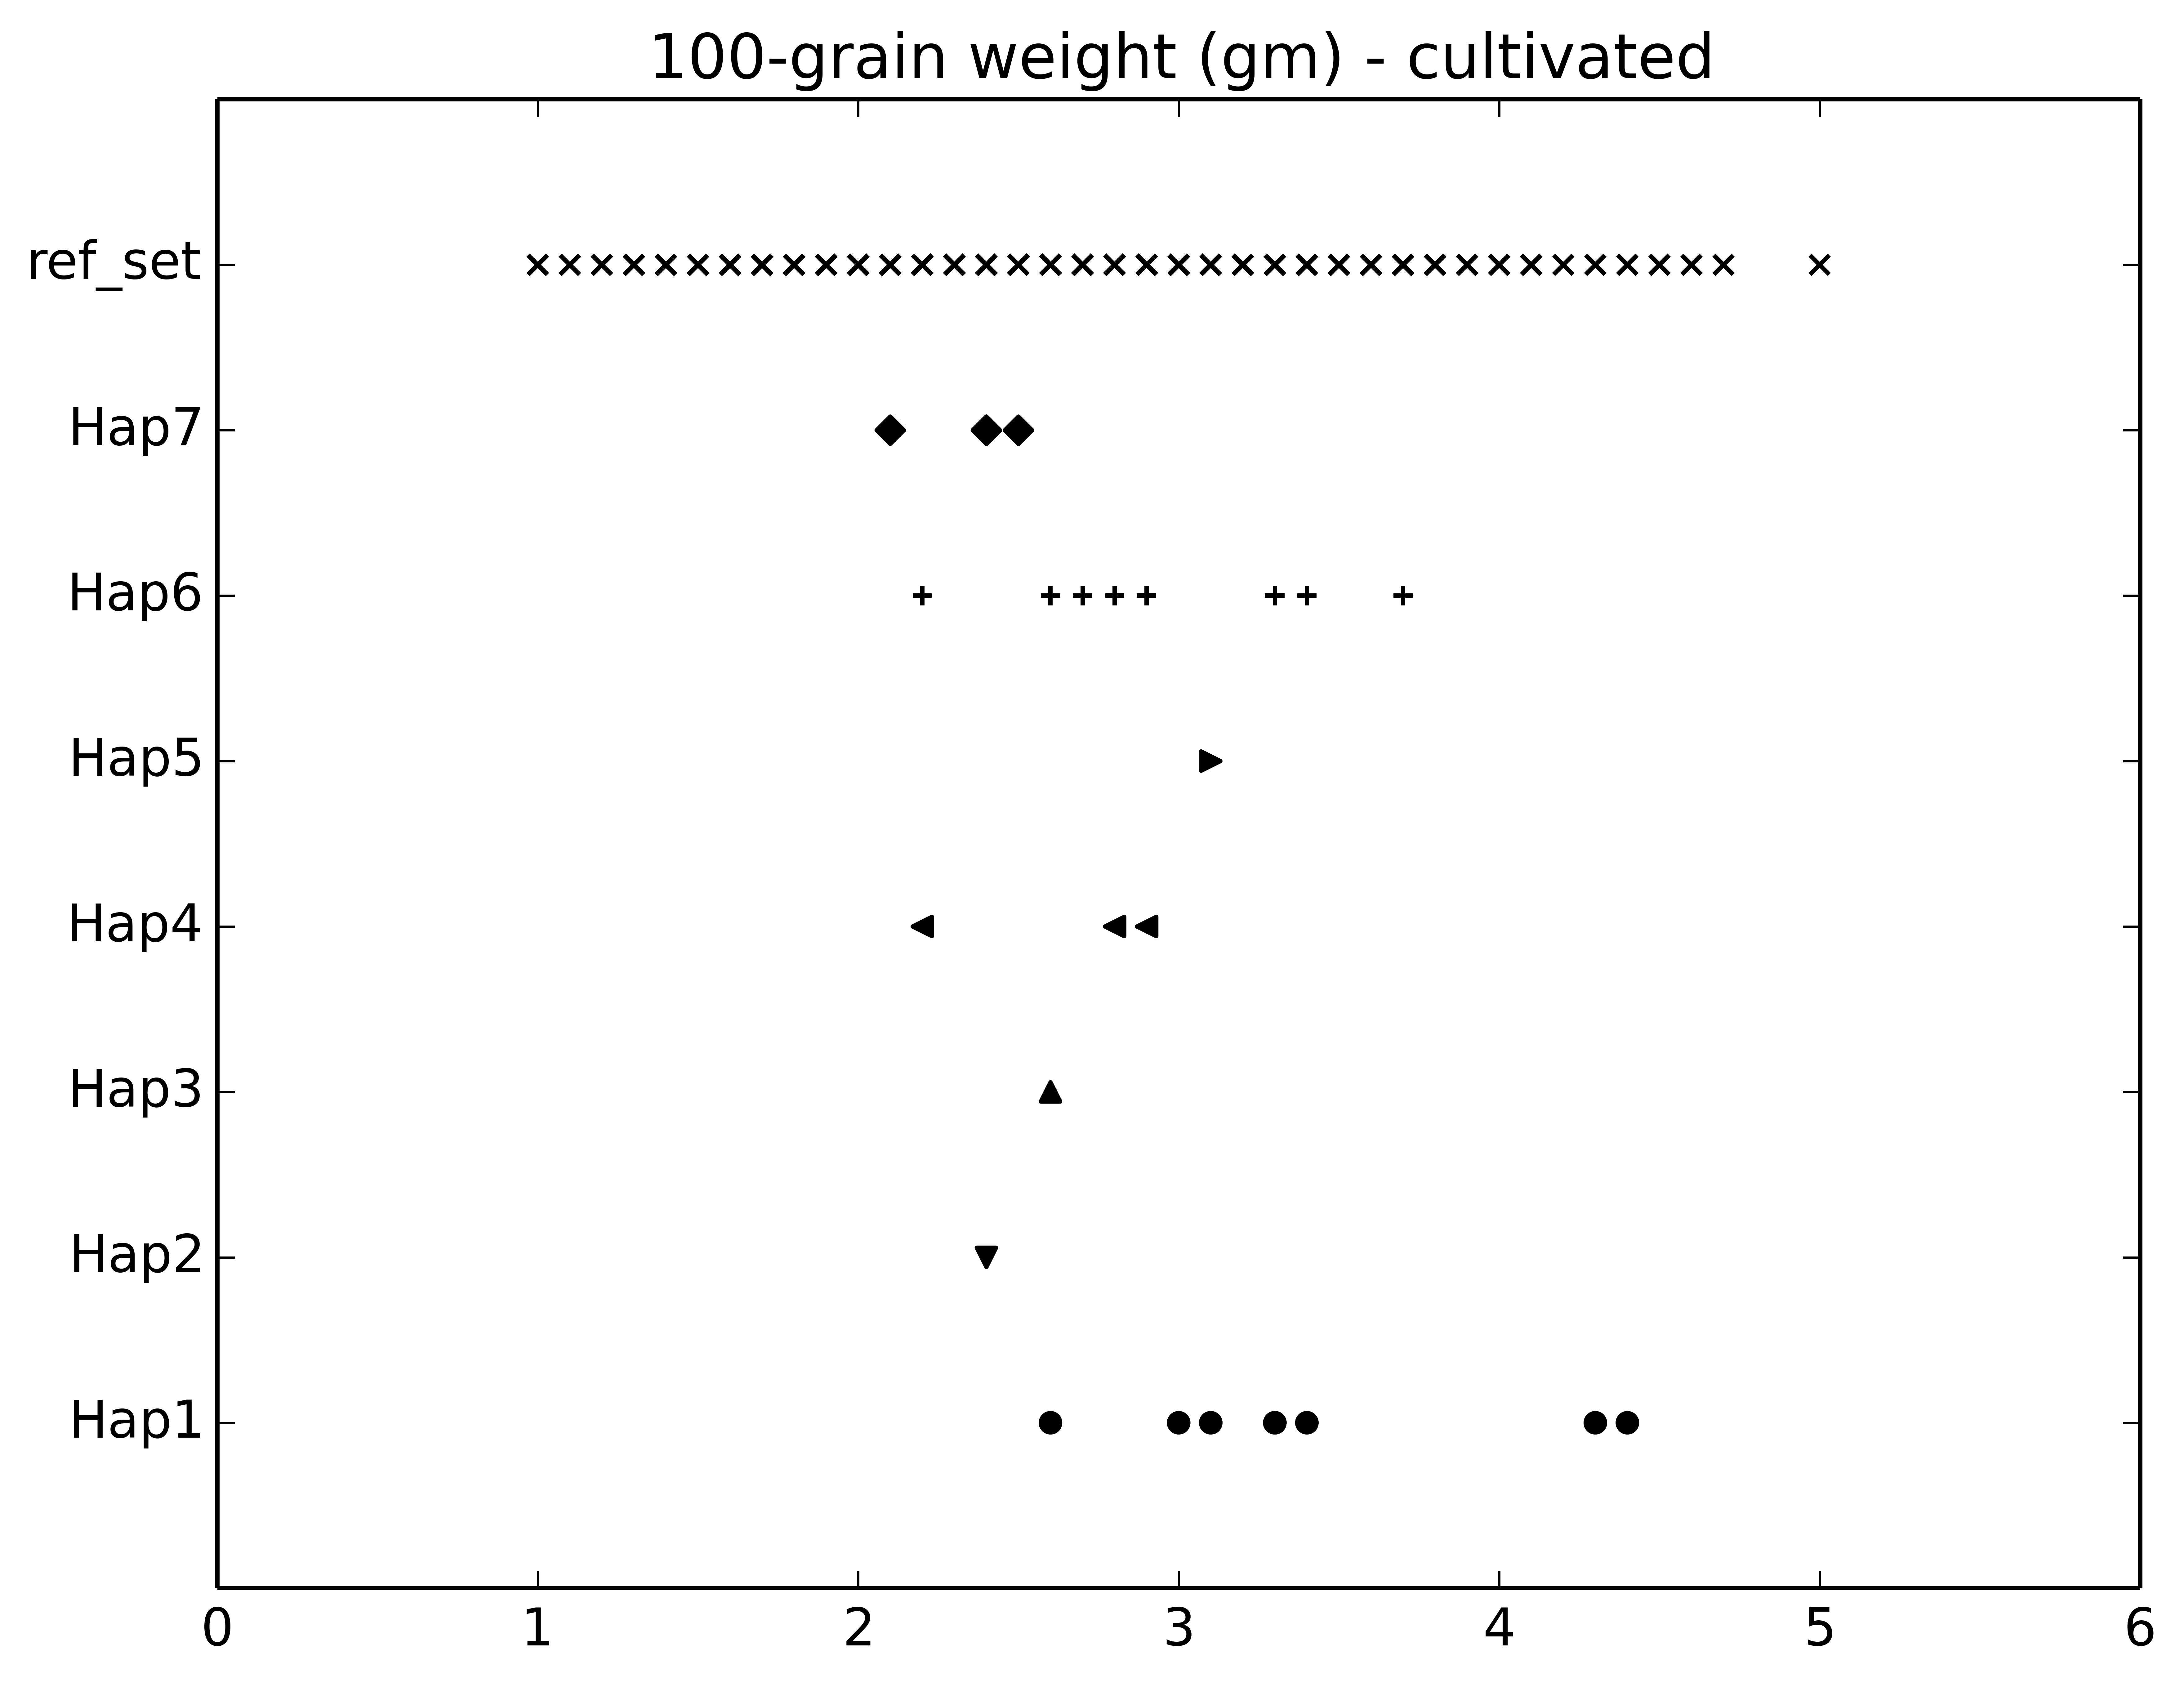 100-grain weight (gm) - cultivated
ref_set
Hap7
Hap6
Hap5
Hap4
Hap3
Hap2
Hap1
0 1 2 3 4 5 6